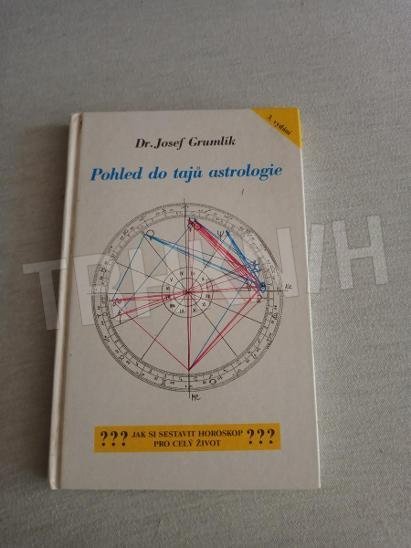 3. vydání
Dr. Josef Grumlík
Pohled do tajů astrologie
??? JAK SI SESTAVIT HOROSKOP ???
PRO CELÝ ŽIVOT